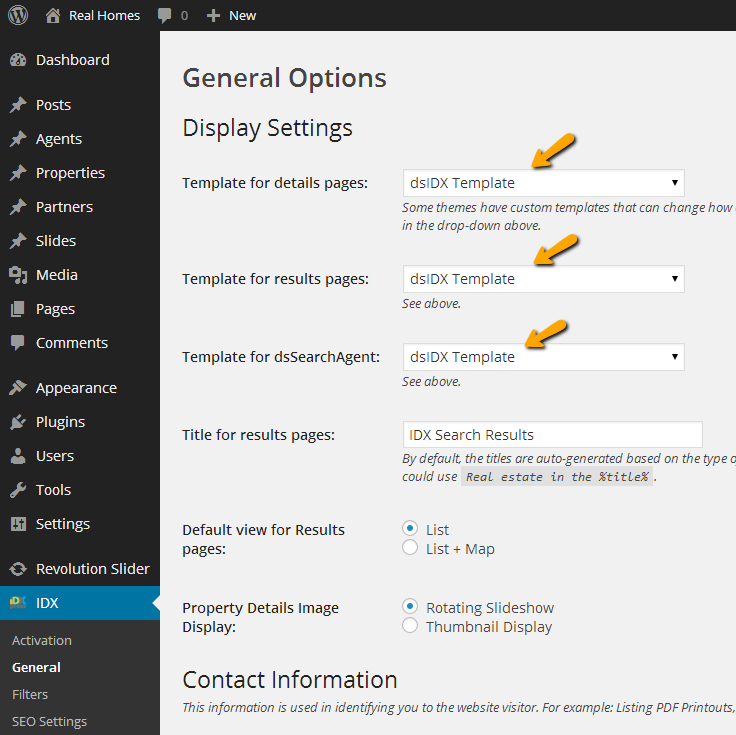 Real Homes 0 New
Dashboard
Posts
Agents
Properties
Partners
Slides
Media
Pages
Comments
Appearance
Plugins
Users
Tools
Settings
Revolution Slider
IDX
Activation
General
Filters
SEO Settings
General Options
Display Settings
Template for details pages: dsIDX Template
Some themes have custom templates that can change how
in the drop-down above.
Template for results pages: dsIDX Template
See above.
Template for dsSearchAgent: dsIDX Template
See above.
Title for results pages: IDX Search Results
By default, the titles are auto-generated based on the type
could use Real estate in the %title%.
Default view for Results
pages:
List
List + Map
Property Details Image
Display:
Rotating Slideshow
Thumbnail Display
Contact Information
This information is used in identifying you to the website visitor. For example: Listing PDF Printouts,